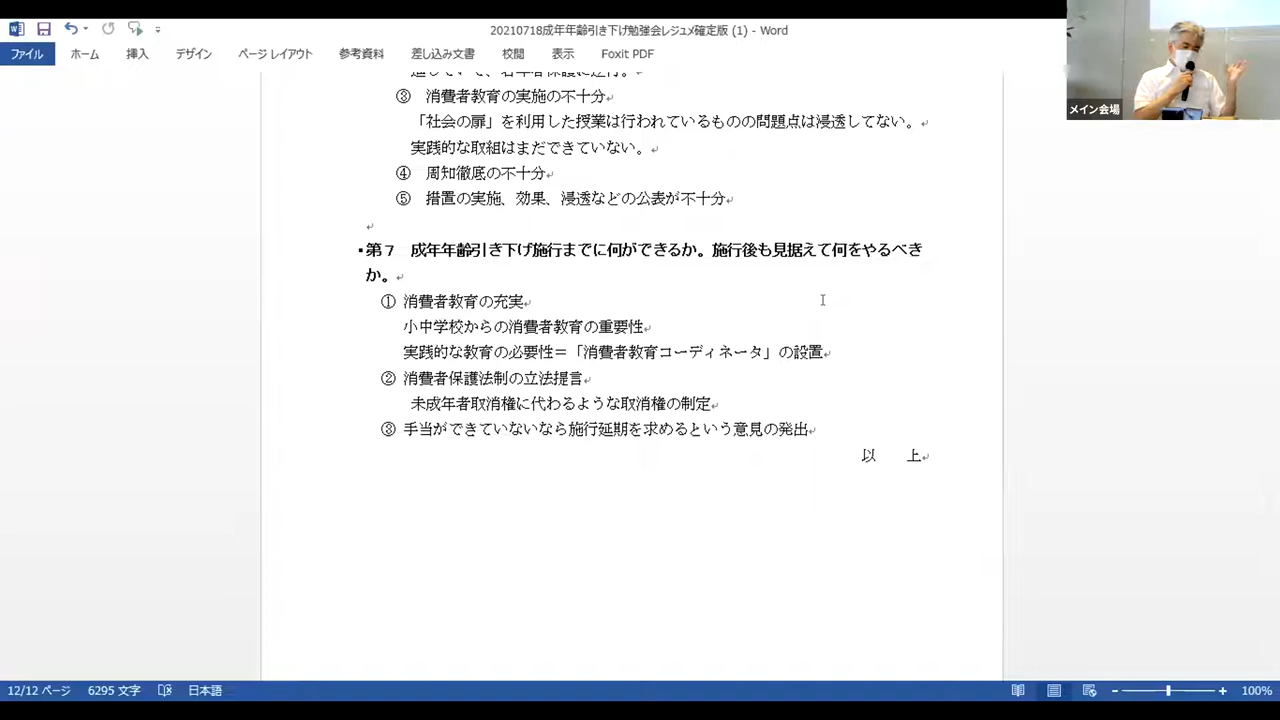 20210718成年年齢引き下げ勉強会レジュメ確定版 (1) - Word
ファイル ホーム 挿入 デザイン ページ レイアウト 参考資料 差し込み文書 校閲 表示 Foxit PDF
メイン会場
③ 消費者教育の実施の不十分
「社会の扉」を利用した授業は行われているものの問題点は浸透してない。
実践的な取組はまだできていない。
④ 周知徹底の不十分
⑤ 措置の実施、効果、浸透などの公表が不十分
第７ 成年年齢引き下げ施行までに何ができるか。施行後も見据えて何をやるべき
か。
① 消費者教育の充実
小中学校からの消費者教育の重要性
実践的な教育の必要性＝「消費者教育コーディネータ」の設置
② 消費者保護法制の立法提言
未成年者取消権に代わるような取消権の制定
③ 手当ができていないなら施行延期を求めるという意見の発出
以 上
12/12 ページ 6295 文字 日本語 100%